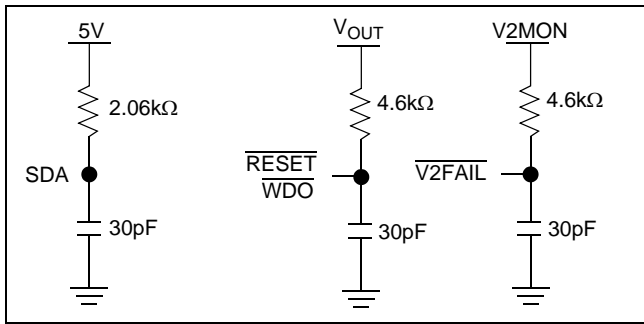 5V
2.06kΩ
SDA
30pF
VOUT
4.6kΩ
RESET
WDO
30pF
V2MON
4.6kΩ
V2FAIL
30pF